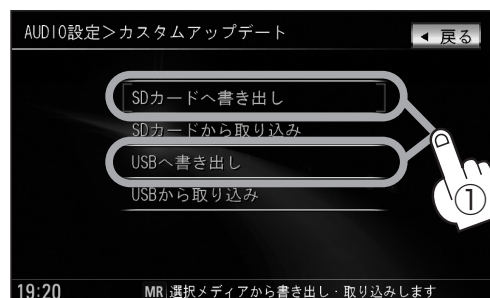 AUDIO設定>カスタムアップデート
◀ 戻る
SDカードへ書き出し
SDカードから取り込み
USBへ書き出し
USBから取り込み
①
19:20
MR 選択メディアから書き出し・取り込みします